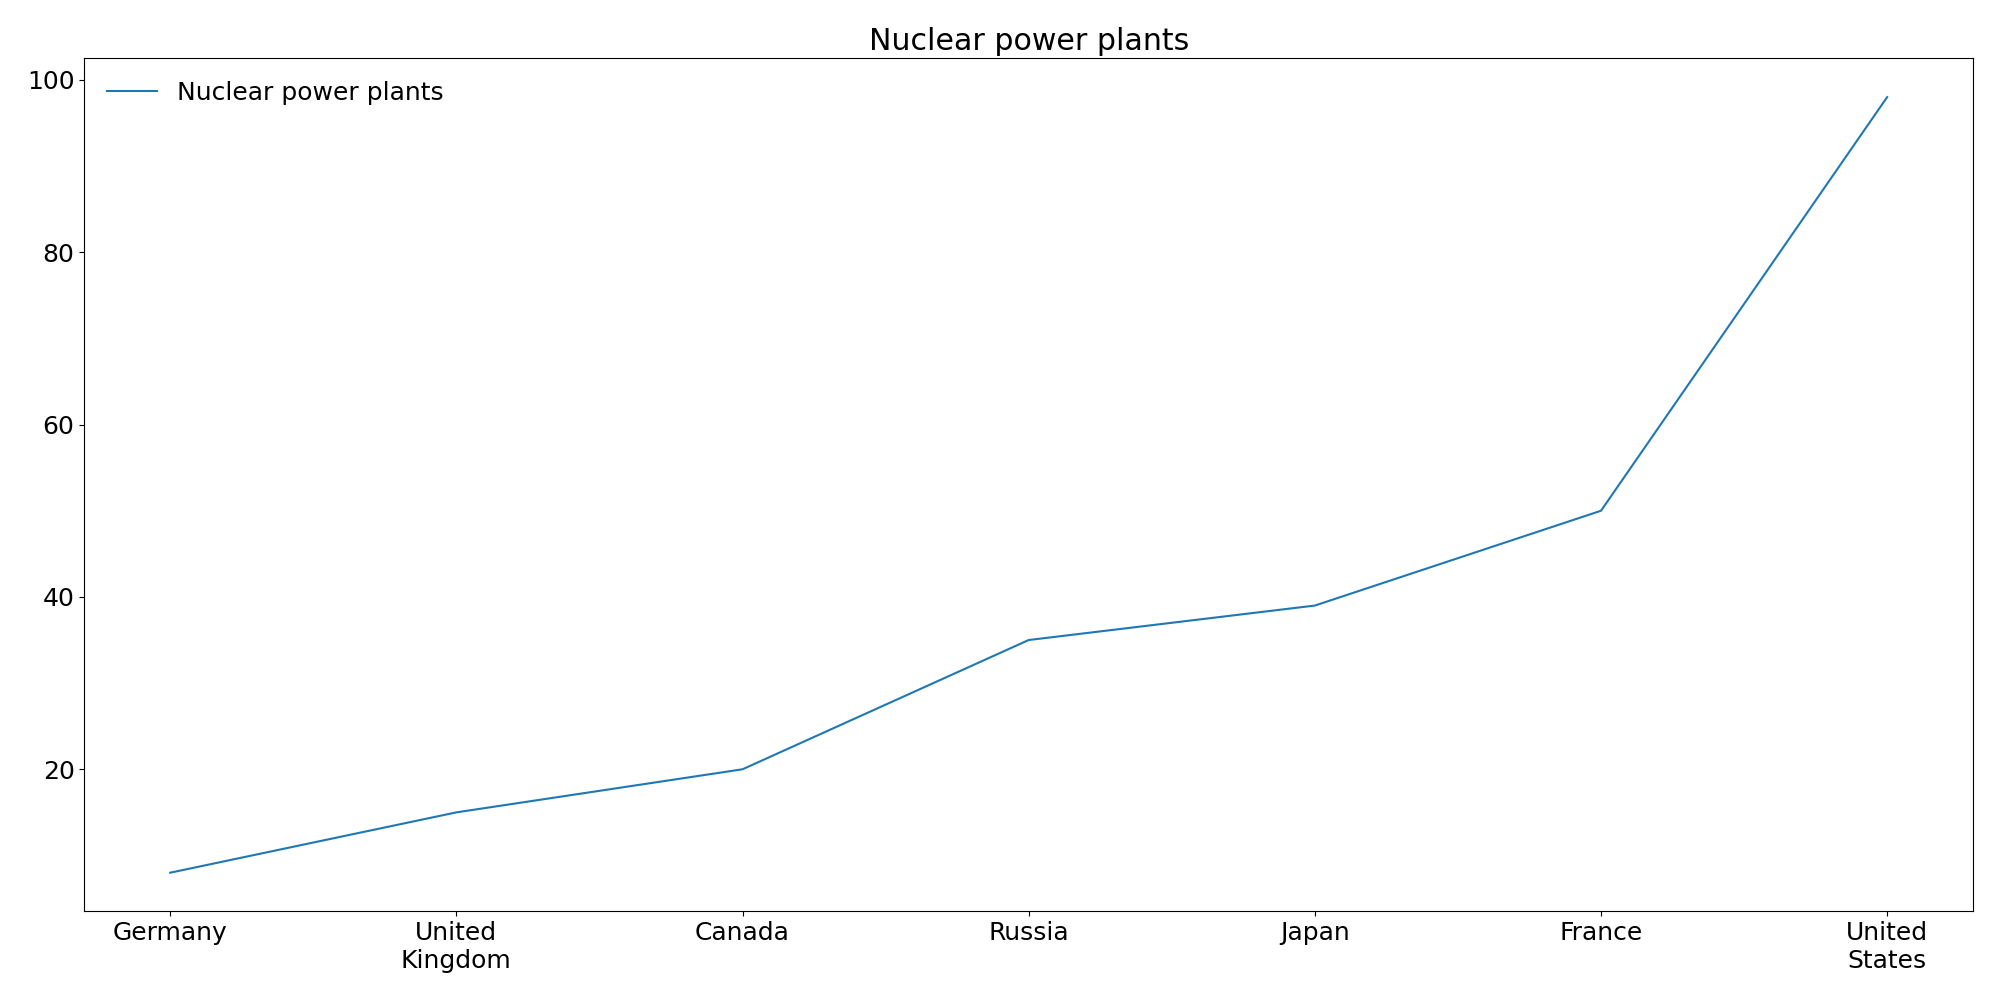 Nuclear power plants
Nuclear power plants
100
80
60
40
20
Germany
United
Kingdom
Canada
Russia
Japan
France
United
States